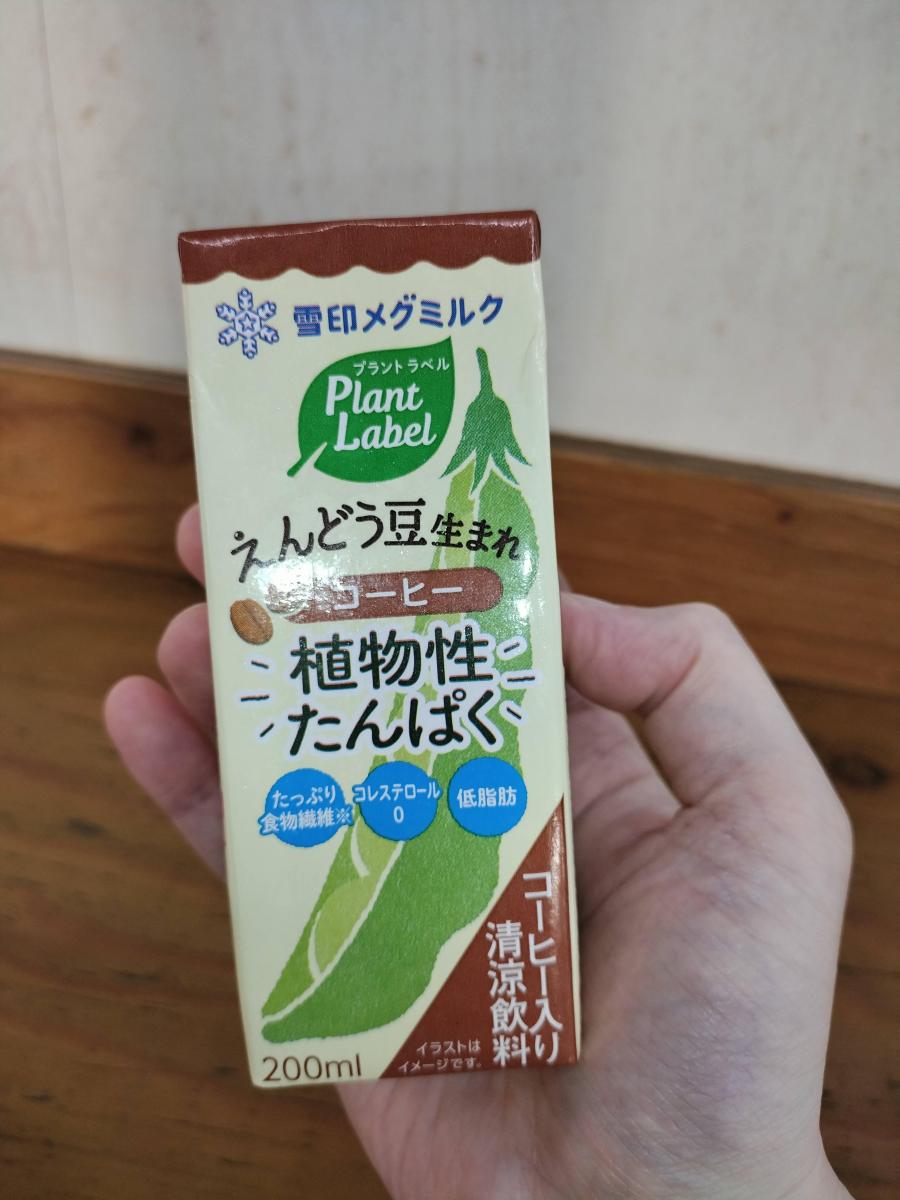 雪印メグミルク
プラントラベル
Plant
Label
えんどう豆生まれ
コーヒー
植物性
たんぱく
たっぷり
食物繊維※
コレステロール
0
低脂肪
コーヒー入り
清涼飲料
イラストは
イメージです。
200ml